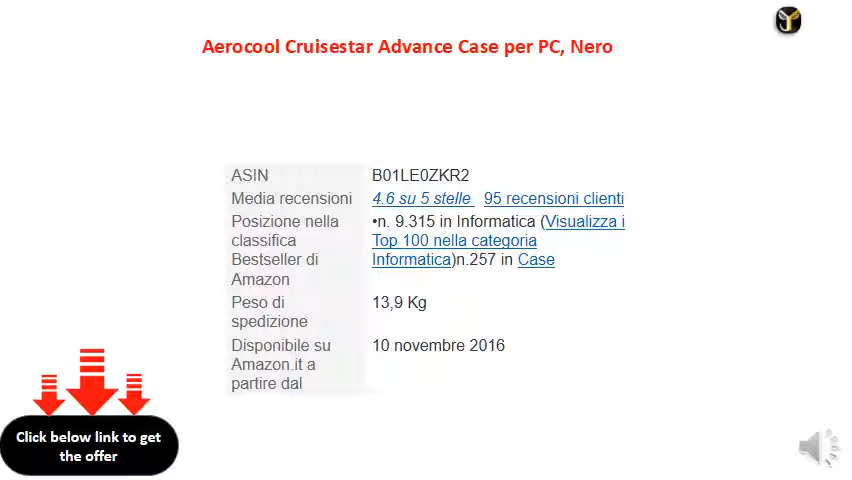 Aerocool Cruisestar Advance Case per PC, Nero
ASIN B01LE0ZKR2
Media recensioni 4.6 su 5 stelle 95 recensioni clienti
Posizione nella •n. 9.315 in Informatica (Visualizza i
classifica Top 100 nella categoria
Bestseller di Informatica)n.257 in Case
Amazon
Peso di 13,9 Kg
spedizione
Disponibile su 10 novembre 2016
Amazon.it a
partire dal
Click below link to get
the offer